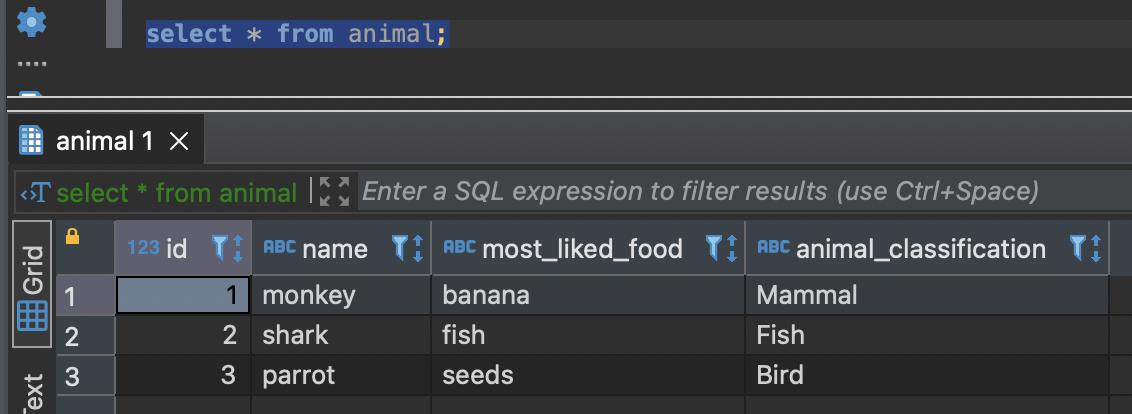 select * from animal;
animal 1
select * from animal Enter a SQL expression to filter results (use Ctrl+Space)
Grid
Text
123 id ABC name ABC most_liked_food ABC animal_classification
1 1 monkey banana Mammal
2 2 shark fish Fish
3 3 parrot seeds Bird